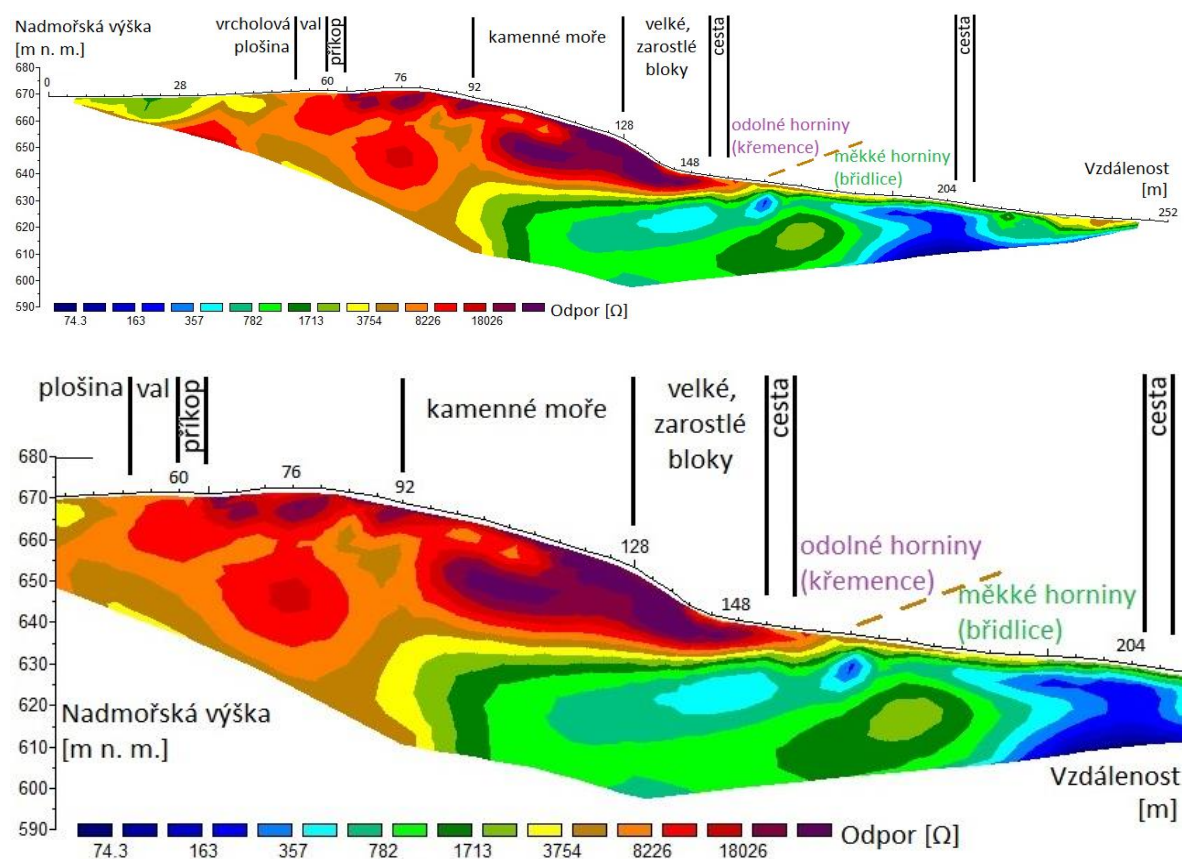 Nadmořská výška
[m n. m.]
vrcholová
plošina
val
příkop
kamenné moře
velké,
zarostlé
bloky
cesta
cesta
0
28
60
76
92
128
148
204
252
odolné horniny
(křemence)
měkké horniny
(břidlice)
Vzdálenost
[m]
680
670
660
650
640
630
620
610
600
590
74.3
163
357
782
1713
3754
8226
18026
Odpor [Ω]
plošina
val
příkop
kamenné moře
velké,
zarostlé
bloky
cesta
cesta
60
76
92
128
148
204
odolné horniny
(křemence)
měkké horniny
(břidlice)
680
670
660
650
640
630
620
610
600
590
Nadmořská výška
[m n. m.]
Vzdálenost
[m]
74.3
163
357
782
1713
3754
8226
18026
Odpor [Ω]